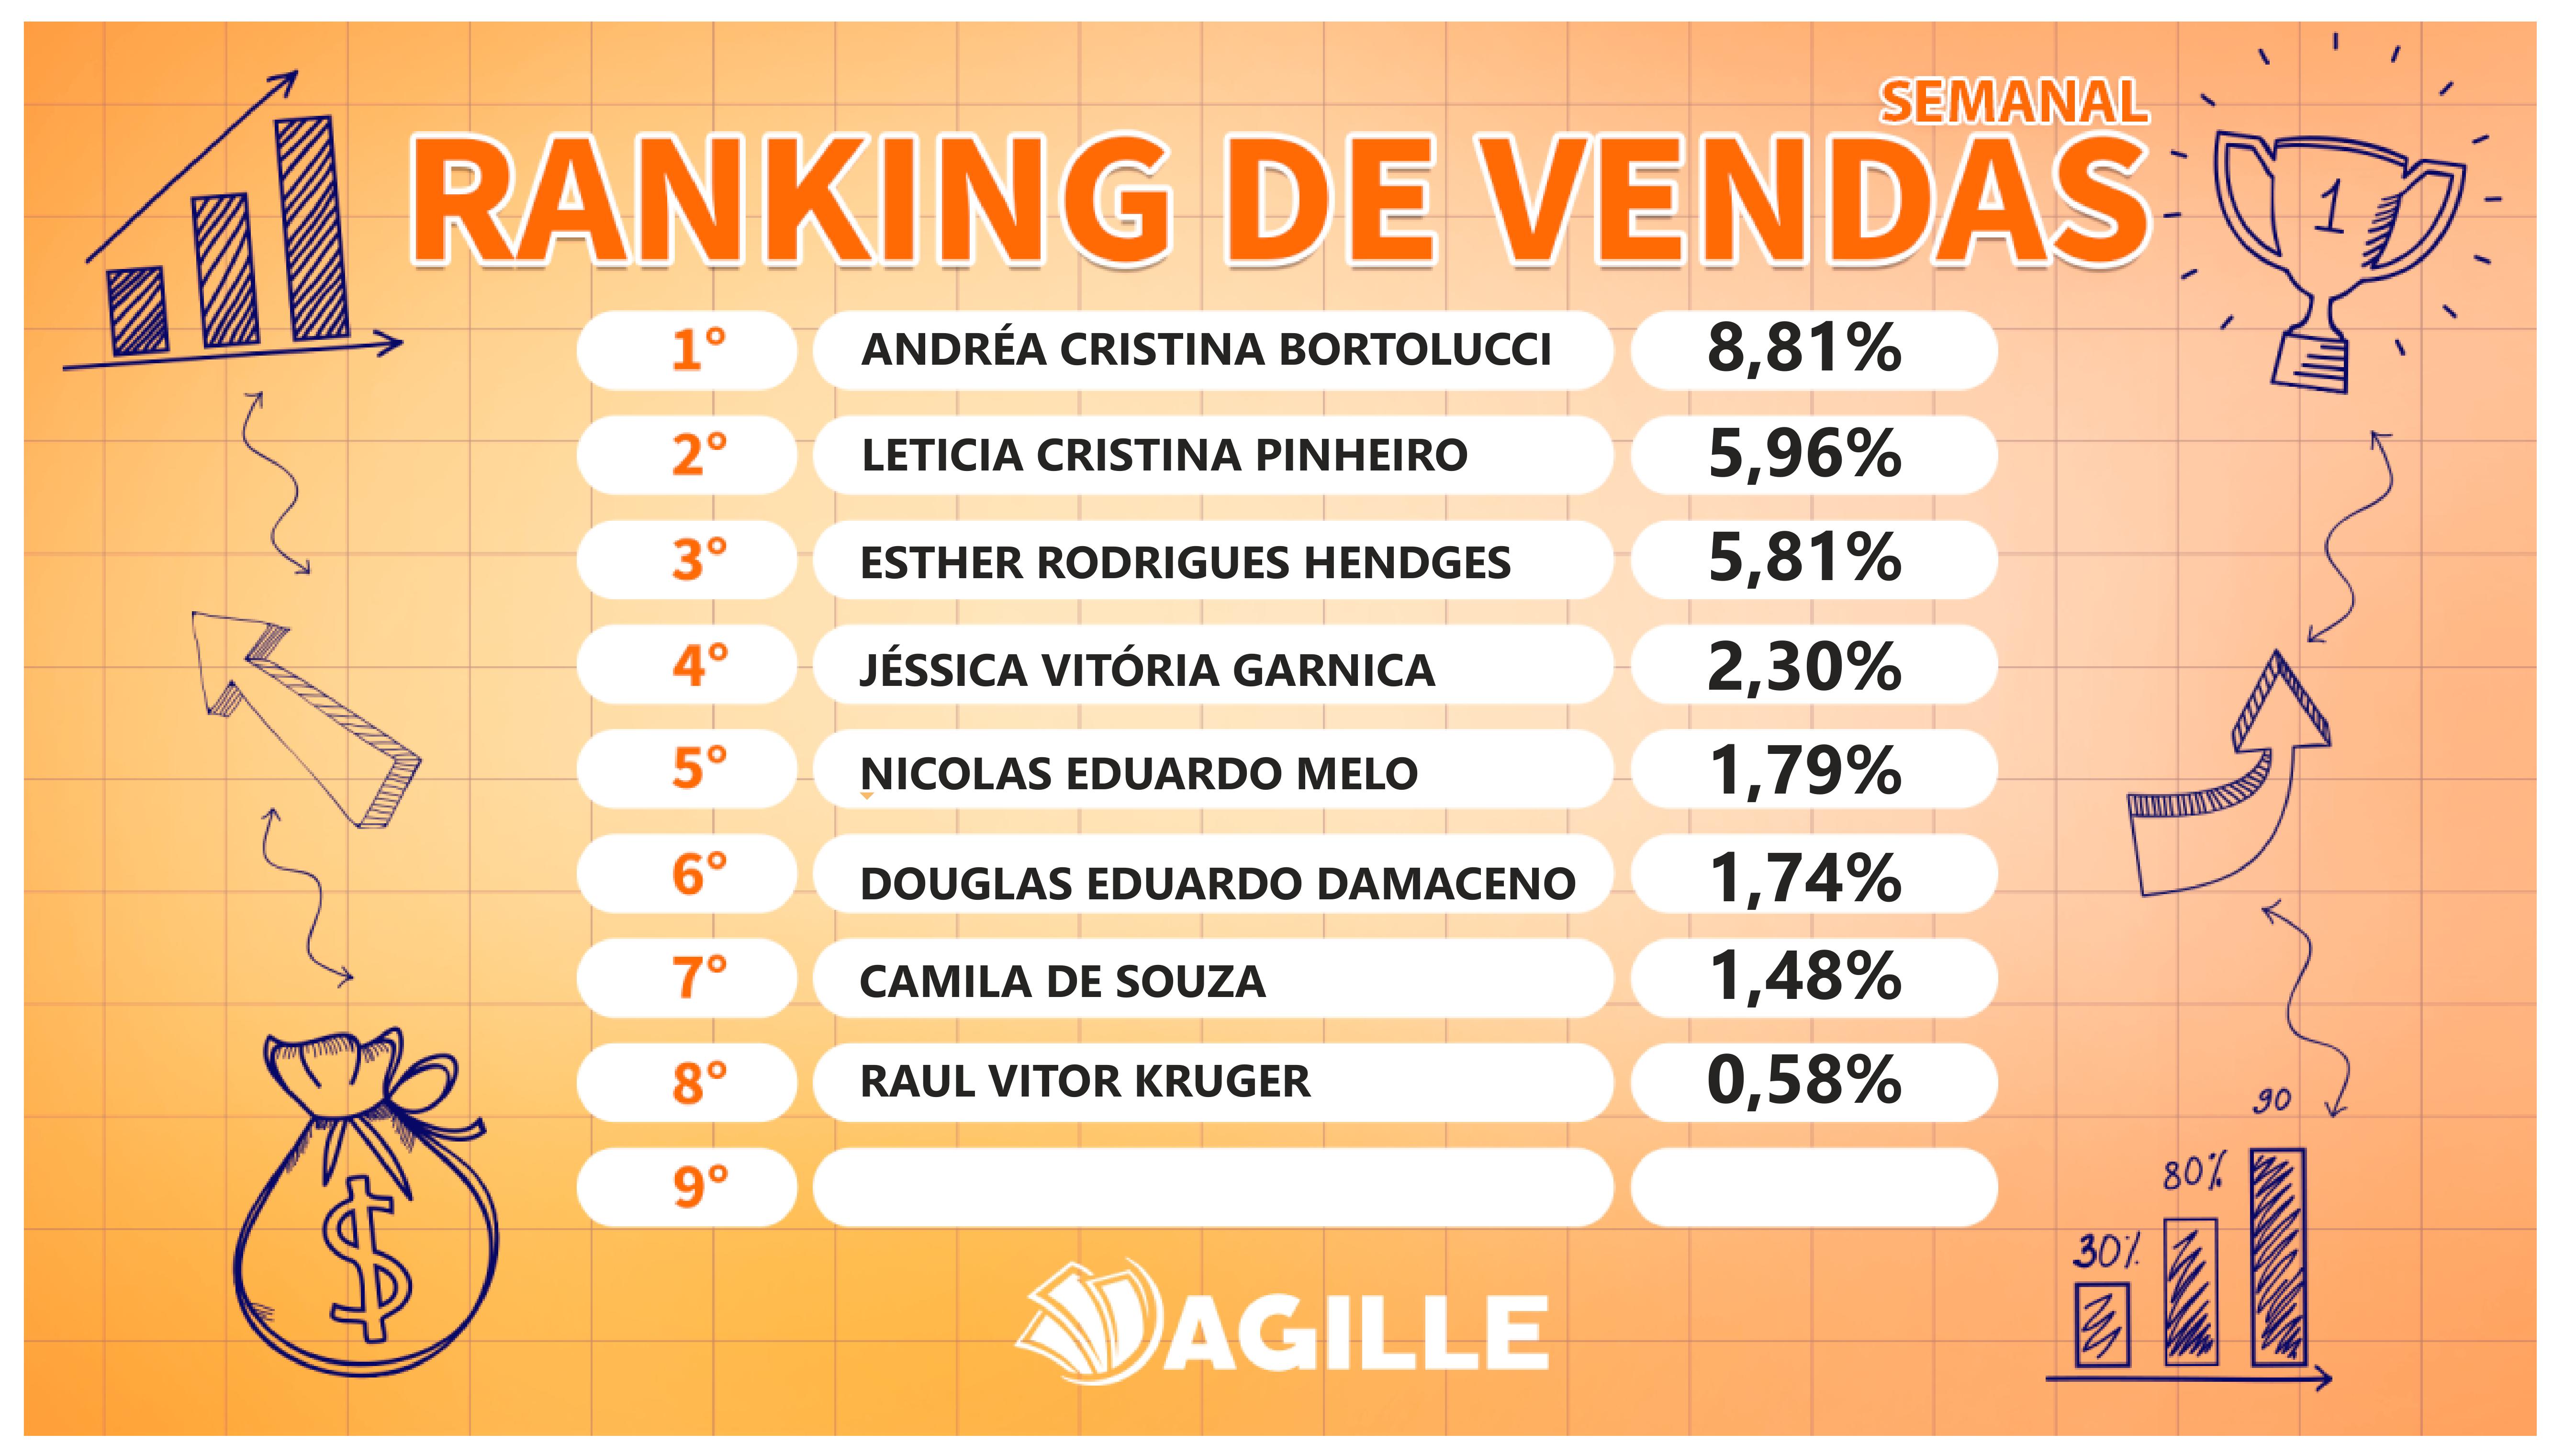 SEMANAL
RANKING DE VENDAS
1
1° ANDRÉA CRISTINA BORTOLUCCI 8,81%
2° LETICIA CRISTINA PINHEIRO 5,96%
3° ESTHER RODRIGUES HENDGES 5,81%
4° JÉSSICA VITÓRIA GARNICA 2,30%
5° NICOLAS EDUARDO MELO 1,79%
6° DOUGLAS EDUARDO DAMACENO 1,74%
7° CAMILA DE SOUZA 1,48%
8° RAUL VITOR KRUGER 0,58%
9°
$
90
80%
30%
AGILLE